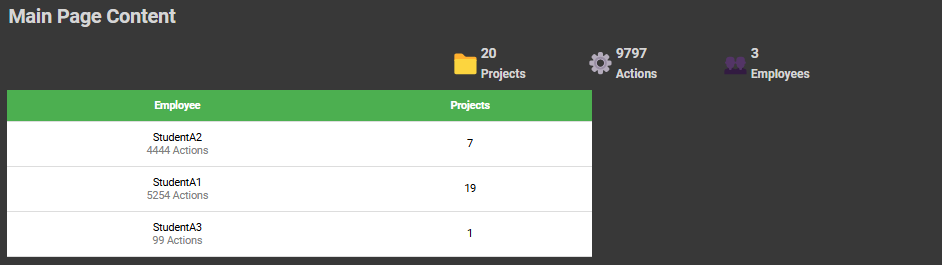 Main Page Content
20
Projects
9797
Actions
3
Employees
Employee Projects
StudentA2
4444 Actions
7
StudentA1
5254 Actions
19
StudentA3
99 Actions
1